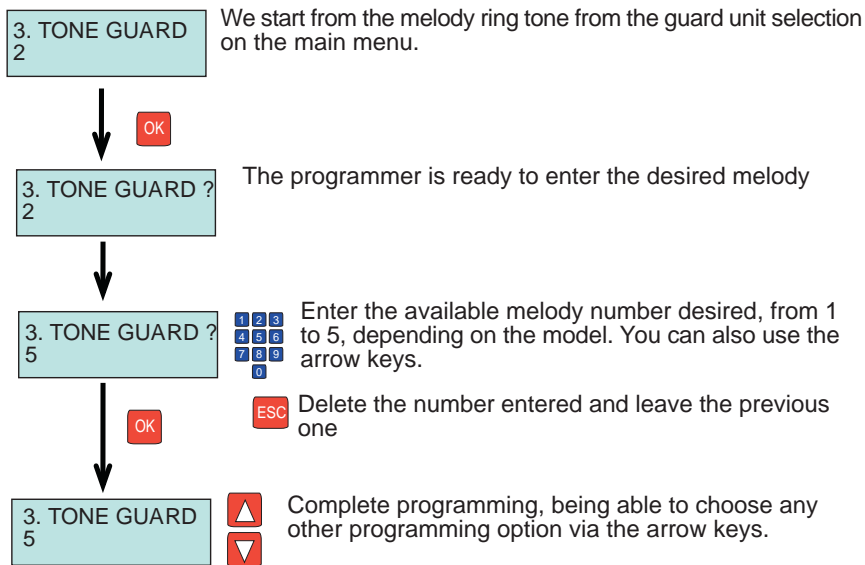 3. TONE GUARD
2
We start from the melody ring tone from the guard unit selection
on the main menu.
OK
3. TONE GUARD ?
2
The programmer is ready to enter the desired melody
3. TONE GUARD ?
5
1 2 3
4 5 6
7 8 9
0
Enter the available melody number desired, from 1
to 5, depending on the model. You can also use the
arrow keys.
ESC
Delete the number entered and leave the previous
one
OK
3. TONE GUARD
5
Complete programming, being able to choose any
other programming option via the arrow keys.